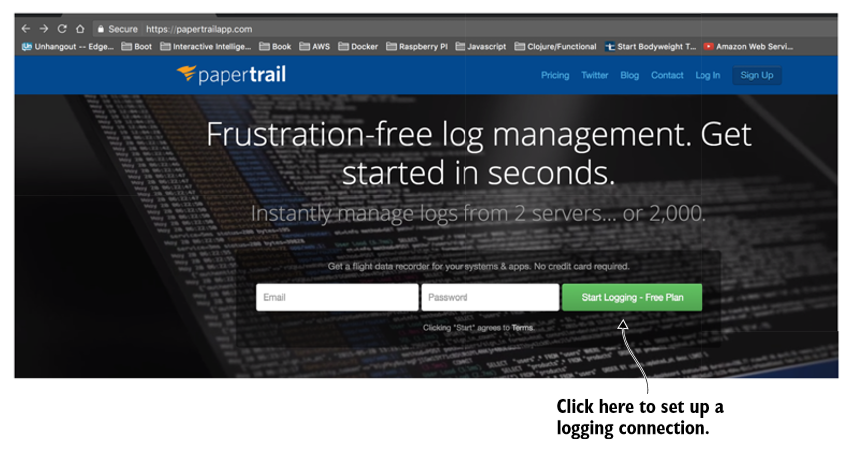 Secure https://papertrailapp.com
Unhangout -- Edge... Boot Interactive Intellige... Book AWS Docker Raspberry PI Javascript Clojure/Functional Start Bodyweight T... Amazon Web Servi...
papertrail Pricing Twitter Blog Contact Log In Sign Up
Frustration-free log management. Get
started in seconds.
Instantly manage logs from 2 servers... or 2,000.
Get a flight data recorder for your systems & apps. No credit card required.
Email Password Start Logging - Free Plan
Clicking "Start" agrees to Terms.
Click here to set up a
logging connection.